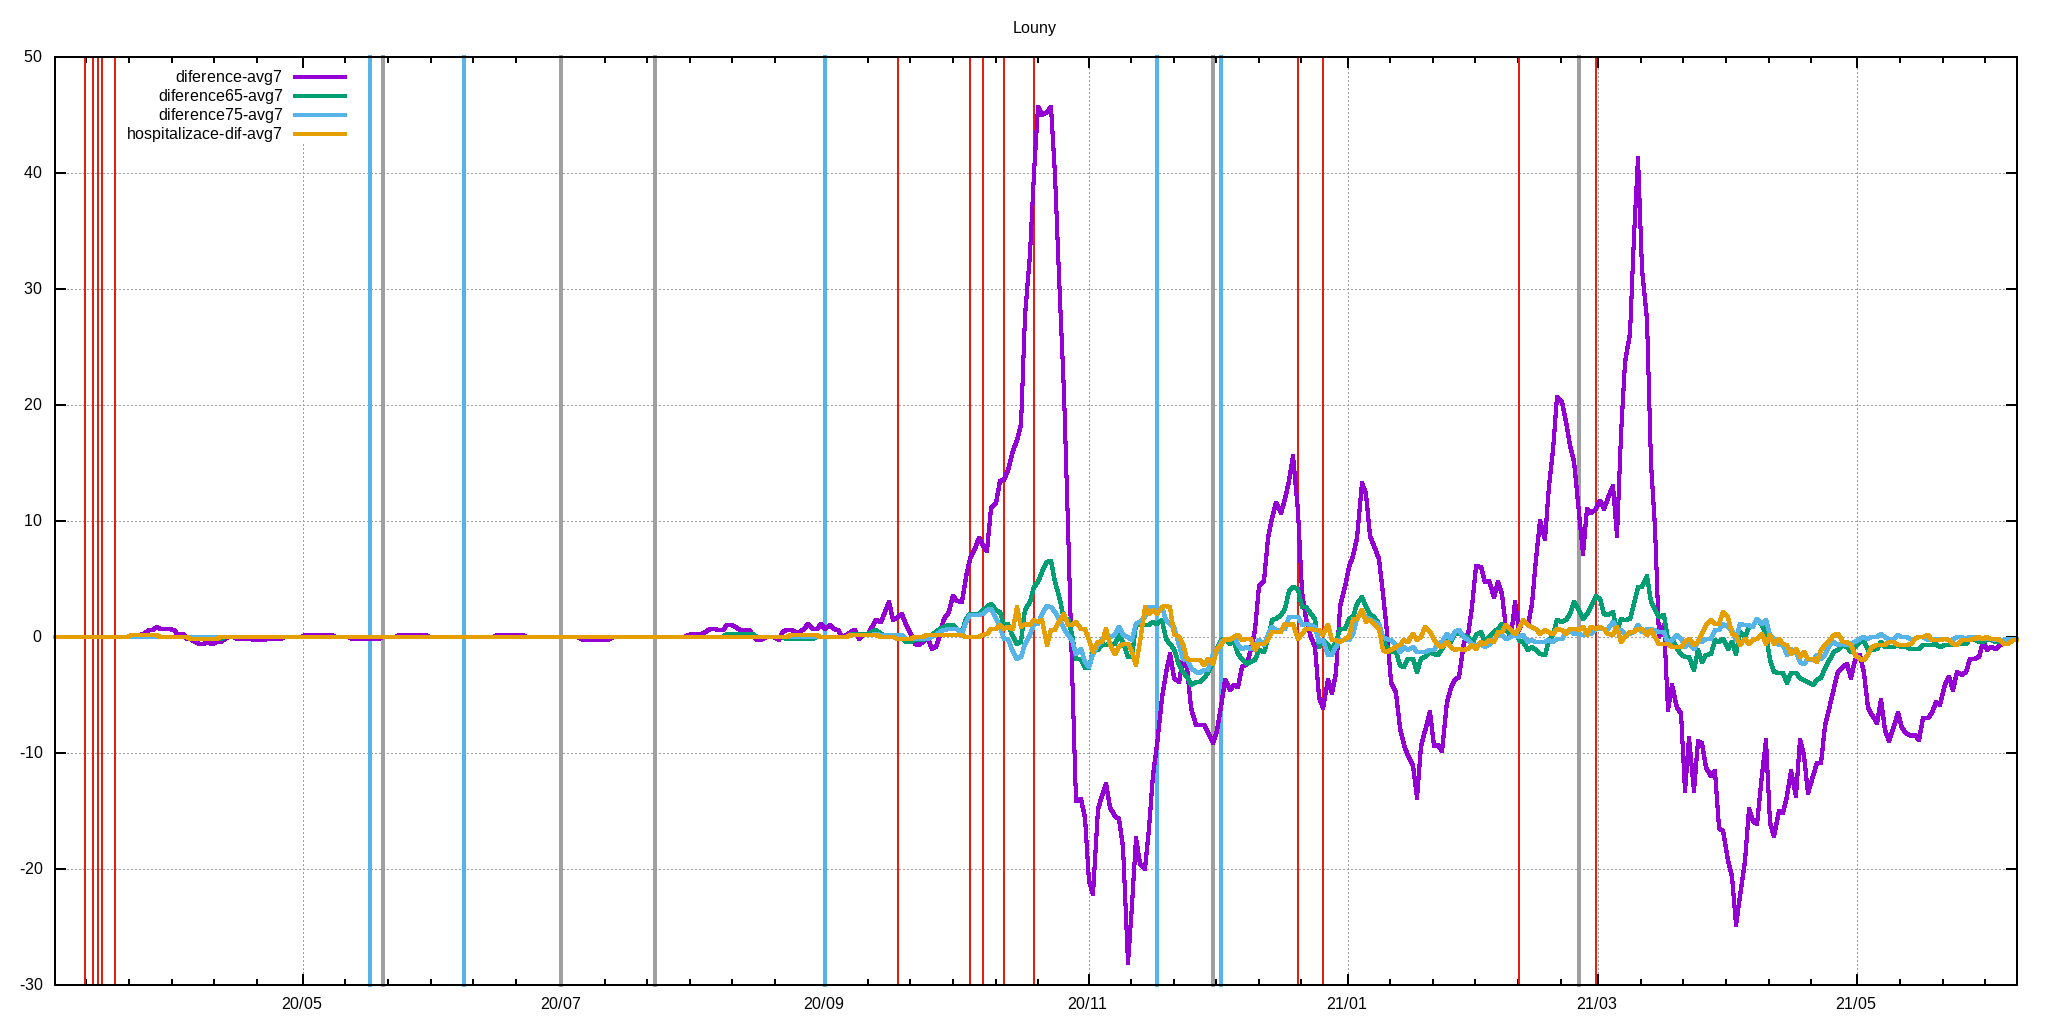 Louny
50
diference-avg7
diference65-avg7
diference75-avg7
hospitalizace-dif-avg7
40
30
20
10
0
-10
-20
-30
20/05 20/07 20/09 20/11 21/01 21/03 21/05